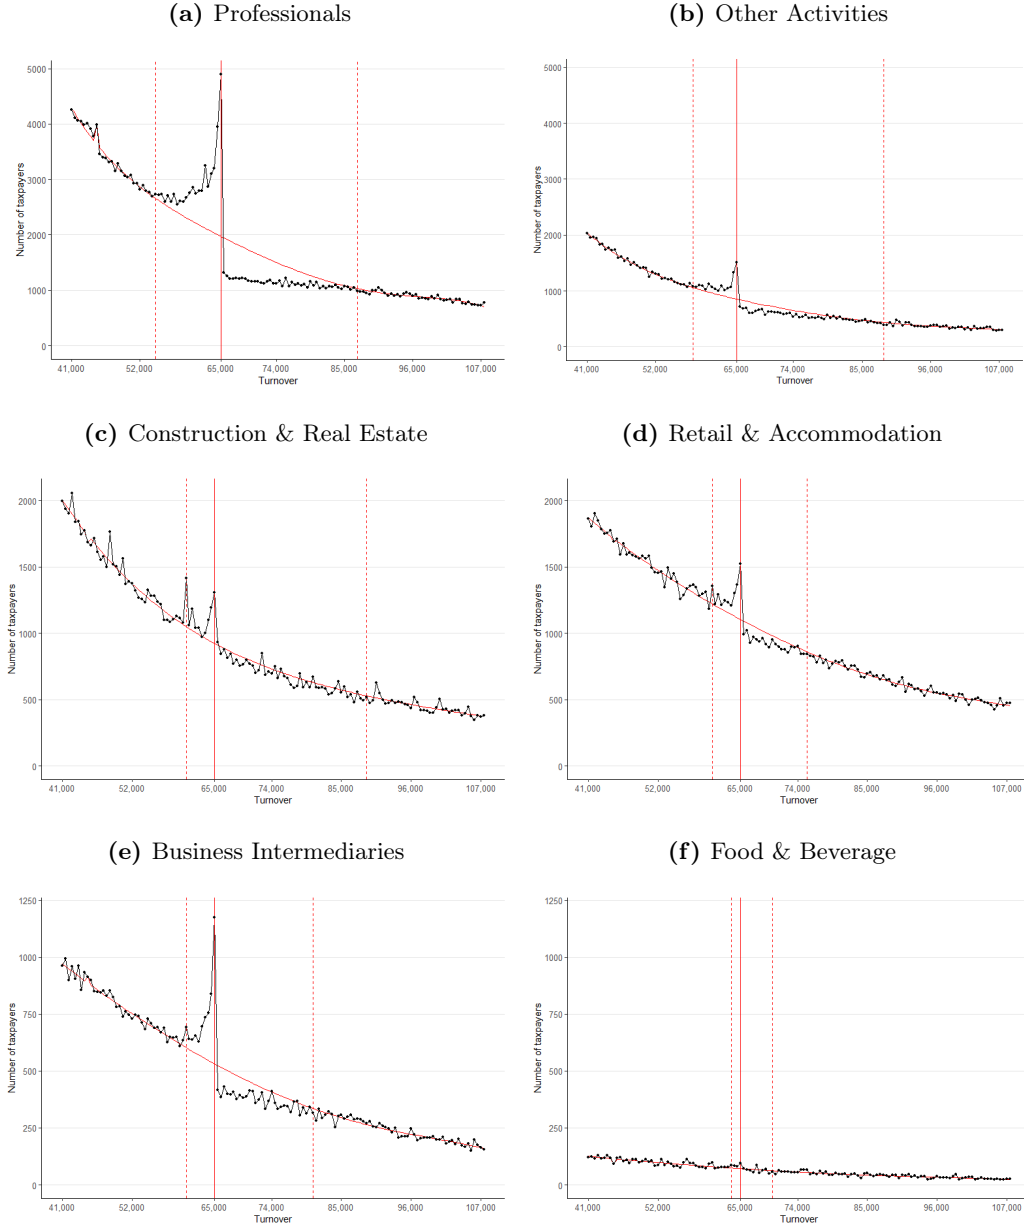 (a) Professionals
(b) Other Activities
5000
4000
3000
2000
1000
0
Number of taxpayers
41,000 52,000 65,000 74,000 85,000 96,000 107,000
Turnover
5000
4000
3000
2000
1000
0
Number of taxpayers
41,000 52,000 65,000 74,000 85,000 96,000 107,000
Turnover
(c) Construction & Real Estate
(d) Retail & Accommodation
2000
1500
1000
500
0
Number of taxpayers
41,000 52,000 65,000 74,000 85,000 96,000 107,000
Turnover
2000
1500
1000
500
0
Number of taxpayers
41,000 52,000 65,000 74,000 85,000 96,000 107,000
Turnover
(e) Business Intermediaries
(f) Food & Beverage
1250
1000
750
500
250
0
Number of taxpayers
41,000 52,000 65,000 74,000 85,000 96,000 107,000
Turnover
1250
1000
750
500
250
0
Number of taxpayers
41,000 52,000 65,000 74,000 85,000 96,000 107,000
Turnover